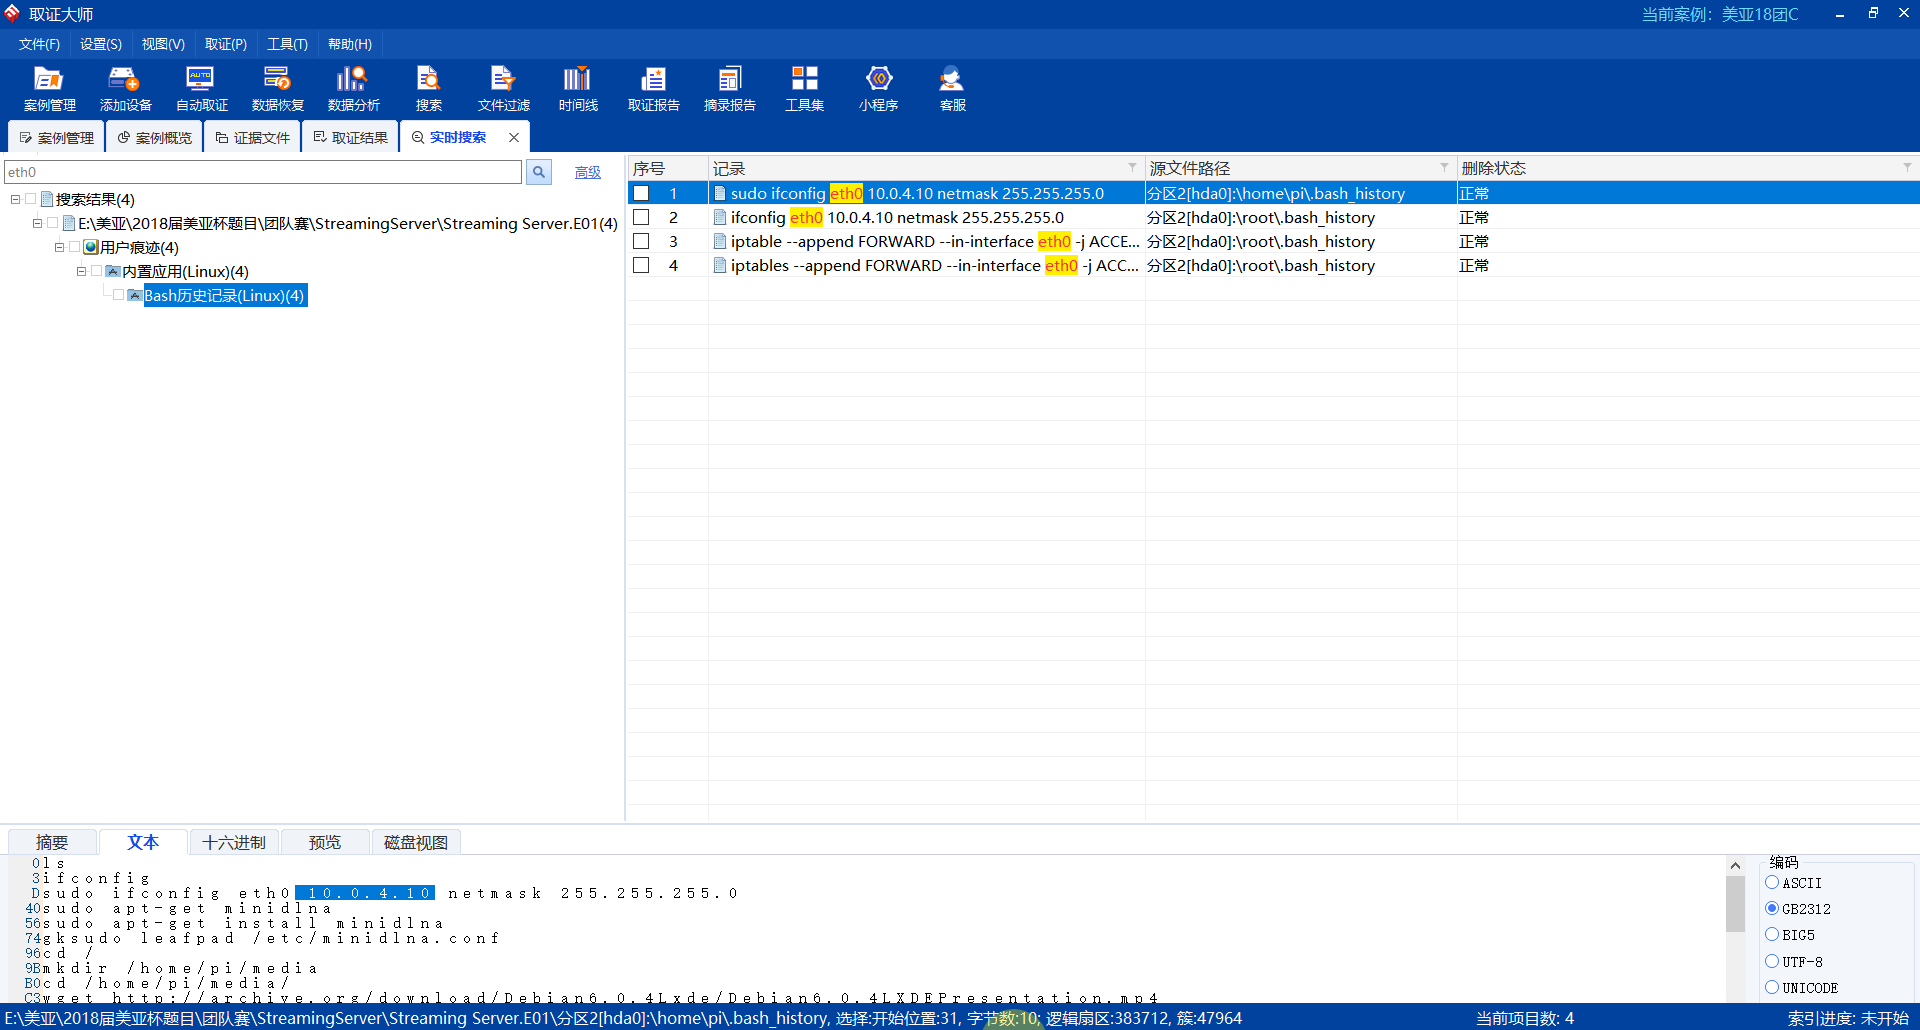 取证大师
当前案例：美亚18团C
文件(F) 设置(S) 视图(V) 取证(P) 工具(T) 帮助(H)
案例管理 添加设备 自动取证 数据恢复 数据分析 搜索 文件过滤 时间线 取证报告 摘录报告 工具集 小程序 客服
案例管理 案例概览 证据文件 取证结果 实时搜索
eth0 高级
搜索结果(4)
E:\美亚\2018届美亚杯题目\团队赛\StreamingServer\Streaming Server.E01(4)
用户痕迹(4)
内置应用(Linux)(4)
Bash历史记录(Linux)(4)
序号 记录 源文件路径 删除状态
1 sudo ifconfig eth0 10.0.4.10 netmask 255.255.255.0 分区2[hda0]:\home\pi\.bash_history 正常
2 ifconfig eth0 10.0.4.10 netmask 255.255.255.0 分区2[hda0]:\root\.bash_history 正常
3 iptable --append FORWARD --in-interface eth0 -j ACCE... 分区2[hda0]:\root\.bash_history 正常
4 iptables --append FORWARD --in-interface eth0 -j ACC... 分区2[hda0]:\root\.bash_history 正常
摘要 文本 十六进制 预览 磁盘视图
0ls
3ifconfig
Dsudo ifconfig eth0 10.0.4.10 netmask 255.255.255.0
40sudo apt-get minidlna
56sudo apt-get install minidlna
74gksudo leafpad /etc/minidlna.conf
96cd /
9Bmkdir /home/pi/media
B0cd /home/pi/media/
C3wget http://archive.org/download/Debian6.0.4Lxde/Debian6.0.4LXDEPresentation.mp4
编码
ASCII
GB2312
BIG5
UTF-8
UNICODE
E:\美亚\2018届美亚杯题目\团队赛\StreamingServer\Streaming Server.E01\分区2[hda0]:\home\pi\.bash_history, 选择:开始位置:31, 字节数:10; 逻辑扇区:383712, 簇:47964 当前项目数: 4 索引进度: 未开始